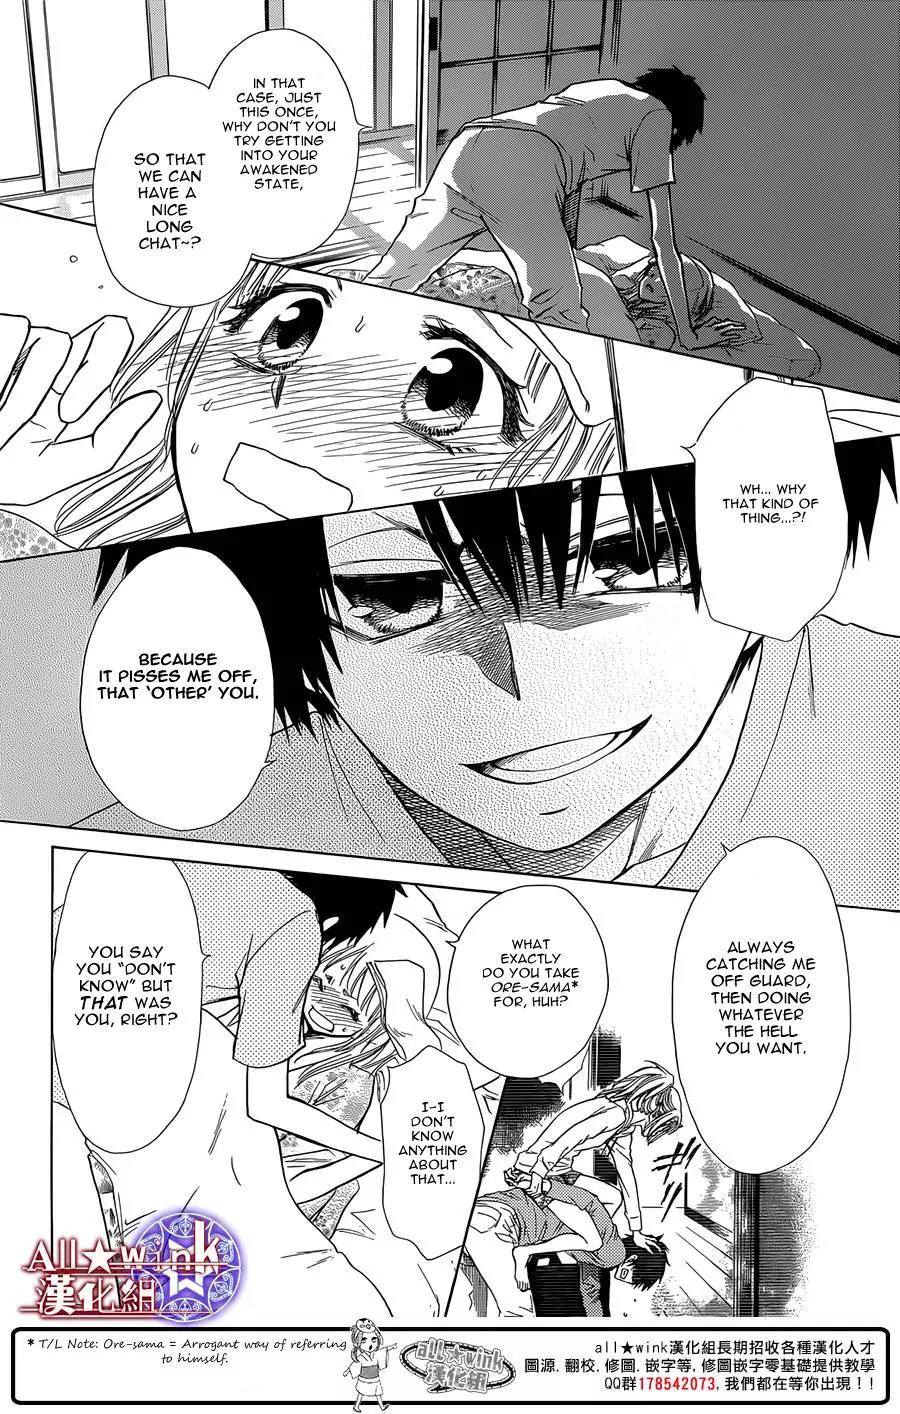 IN THAT
CASE, JUST
THIS ONCE,
WHY DON'T YOU
TRY GETTING
INTO YOUR
AWAKENED
STATE,
SO THAT
WE CAN
HAVE A
NICE
LONG
CHAT~?
WH... WHY
THAT KIND OF
THING...?!
BECAUSE
IT PISSES ME OFF,
THAT 'OTHER' YOU.
ALWAYS
CATCHING ME
OFF GUARD,
THEN DOING
WHATEVER
THE HELL
YOU WANT.
WHAT
EXACTLY
DO YOU TAKE
ORE-SAMA*
FOR, HUH?
I-I
DON'T
KNOW
ANYTHING
ABOUT
THAT...
YOU SAY
YOU "DON'T
KNOW" BUT
THAT WAS
YOU, RIGHT?
All★wink
漢化組
* T/L Note: Ore-sama = Arrogant way of referring
to himself.
all★wink
漢化組
all★wink漢化組長期招收各種漢化人才
圖源. 翻校. 修圖. 嵌字等, 修圖嵌字零基礎提供教學
QQ群178542073, 我們都在等你出現！！